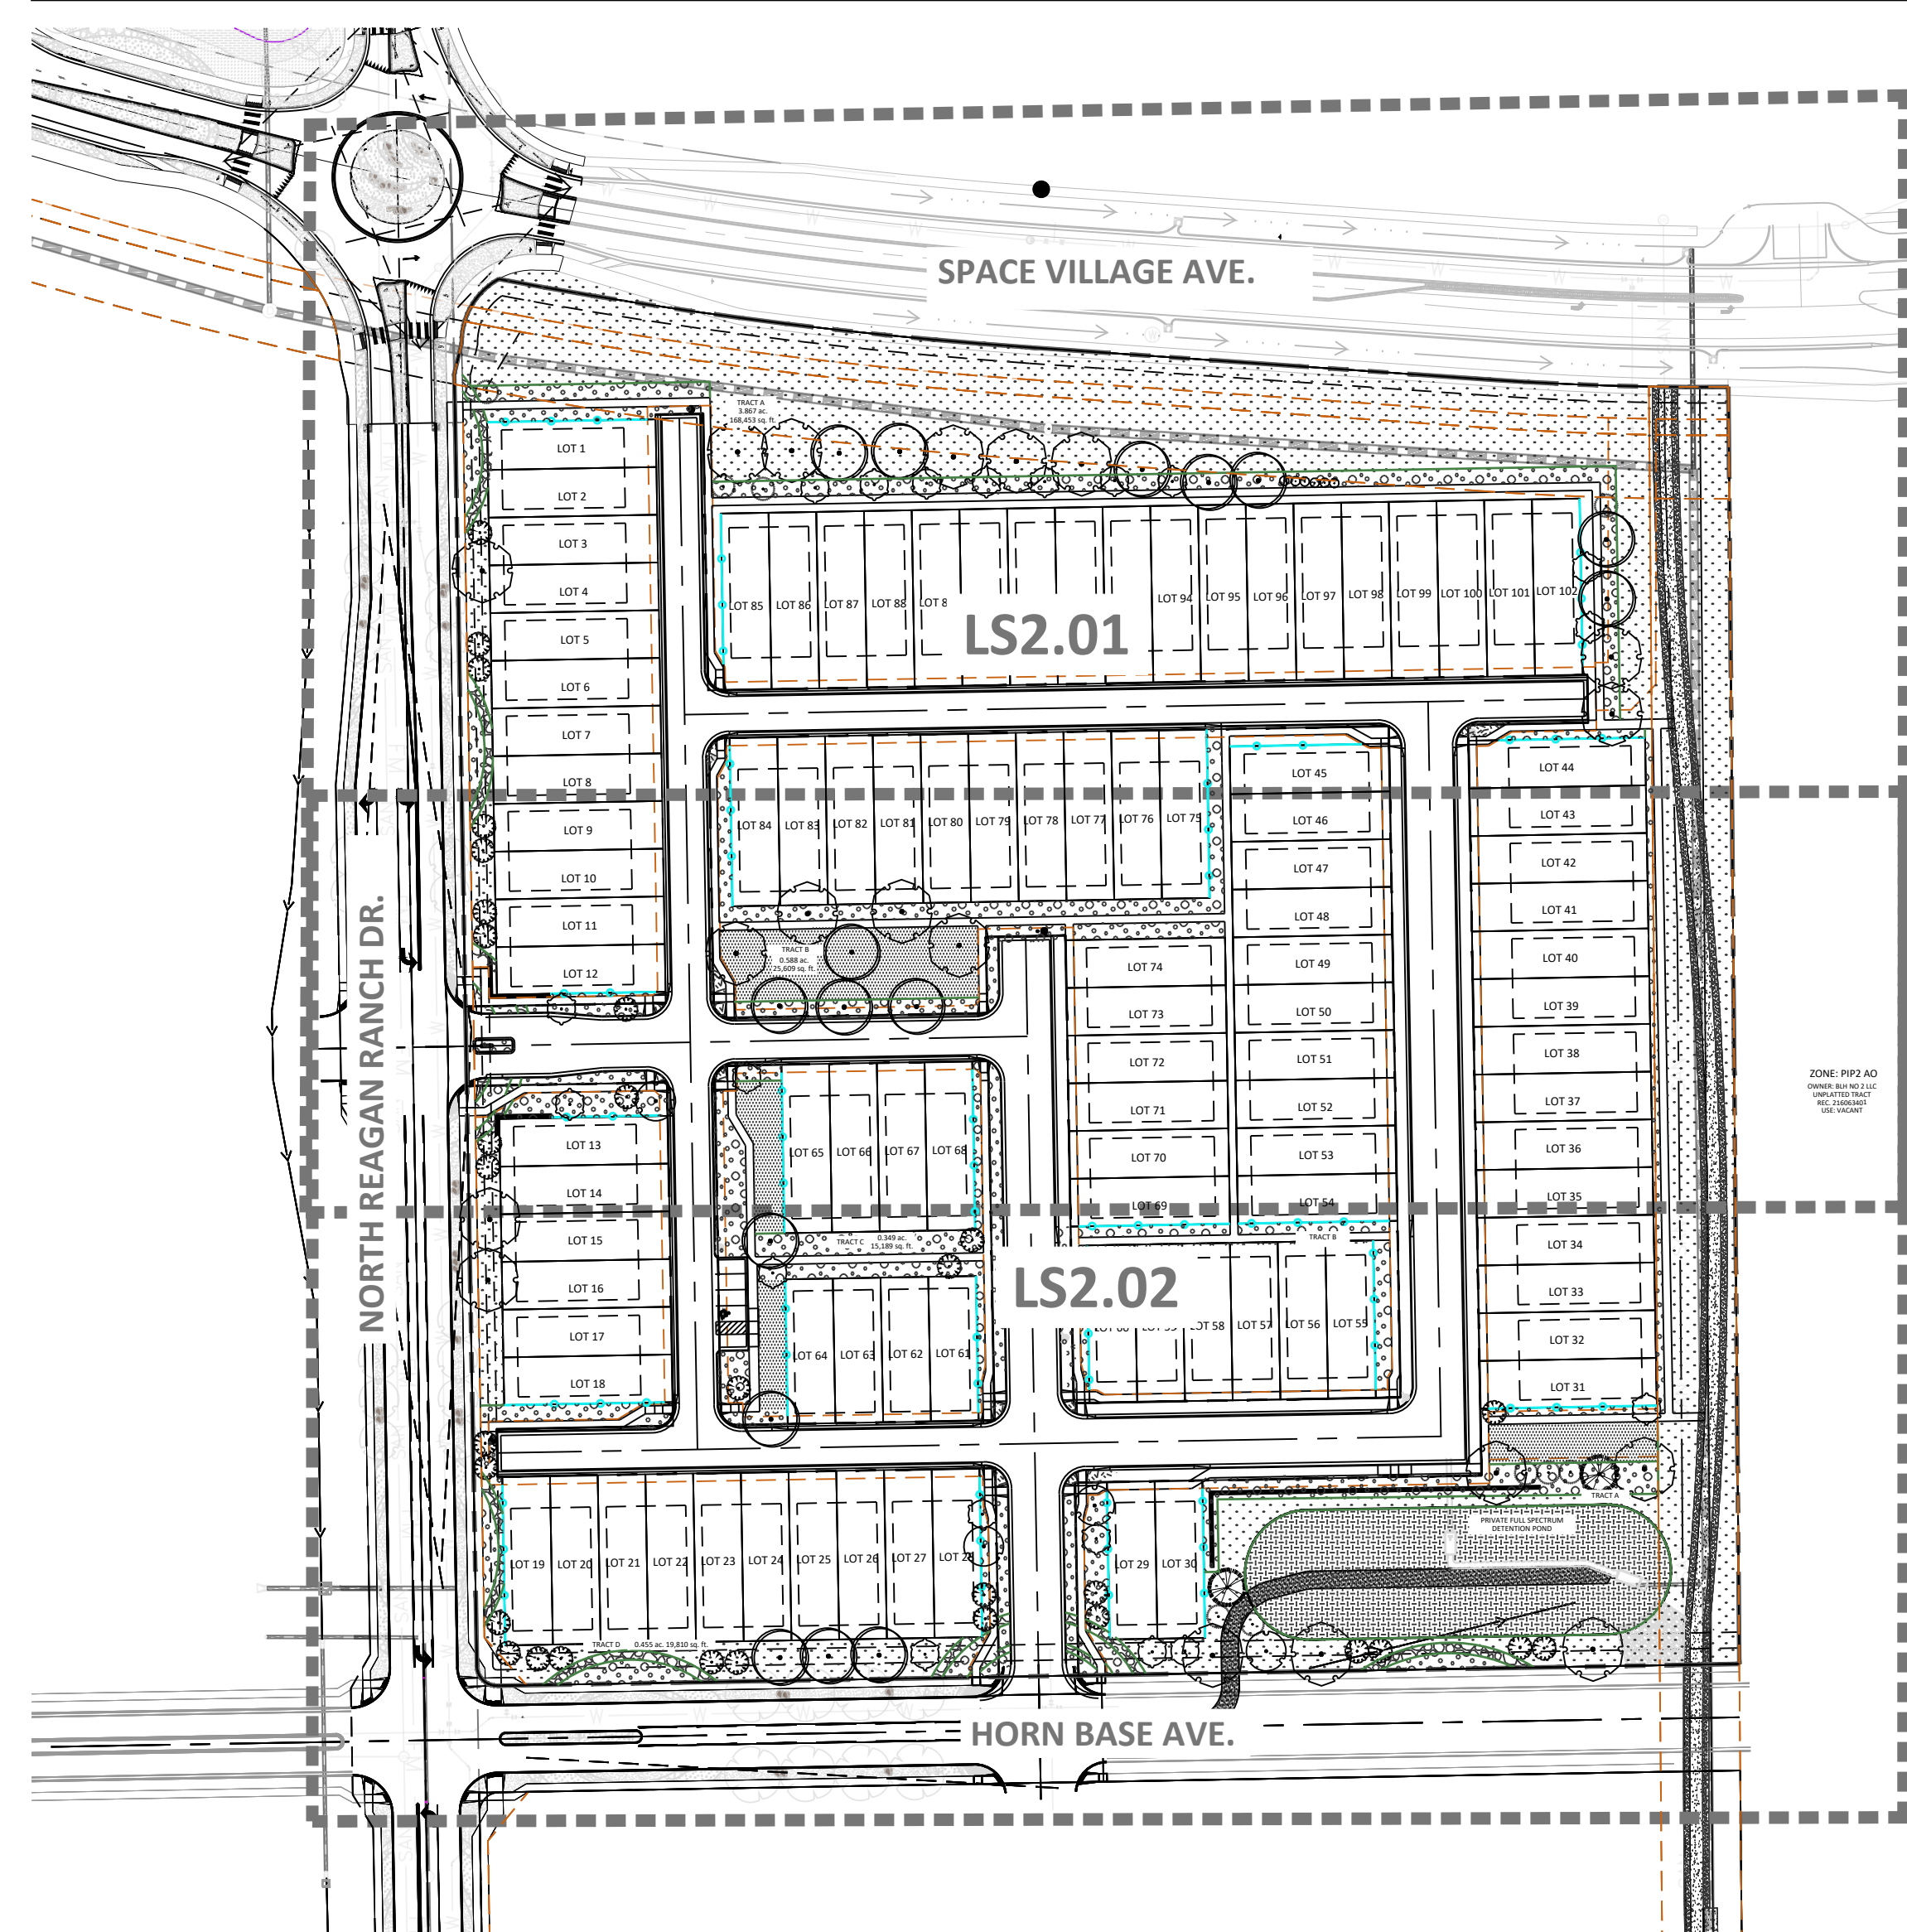 SPACE VILLAGE AVE.
TRACT A
3.867 ac.
168,453 sq. ft.
LOT 1
LOT 2
LOT 3
LOT 4
LOT 5
LOT 6
LOT 7
LOT 8
LOT 9
LOT 10
LOT 11
LOT 12
LOT 85
LOT 86
LOT 87
LOT 88
LOT 8
LOT 94
LOT 95
LOT 96
LOT 97
LOT 98
LOT 99
LOT 100
LOT 101
LOT 102
LS2.01
LOT 84
LOT 83
LOT 82
LOT 81
LOT 80
LOT 79
LOT 78
LOT 77
LOT 76
LOT 75
LOT 45
LOT 46
LOT 47
LOT 48
LOT 49
LOT 50
LOT 51
LOT 52
LOT 53
LOT 54
LOT 44
LOT 43
LOT 42
LOT 41
LOT 40
LOT 39
LOT 38
LOT 37
LOT 36
LOT 35
LOT 34
LOT 33
LOT 32
LOT 31
NORTH REAGAN RANCH DR.
TRACT B
0.588 ac.
25,609 sq. ft.
LOT 74
LOT 73
LOT 72
LOT 71
LOT 70
LOT 69
ZONE: PIP2 AO
OWNER: BLH NO 2 LLC
UNPLATTED TRACT
REC. 216063401
USE: VACANT
LOT 13
LOT 14
LOT 15
LOT 16
LOT 17
LOT 18
LOT 65
LOT 66
LOT 67
LOT 68
TRACT C
0.349 ac.
15,189 sq. ft.
TRACT B
LS2.02
LOT 64
LOT 63
LOT 62
LOT 61
LOT 58
LOT 57
LOT 56
LOT 55
LOT 19
LOT 20
LOT 21
LOT 22
LOT 23
LOT 24
LOT 25
LOT 26
LOT 27
LOT 28
LOT 29
LOT 30
TRACT A
PRIVATE FULL SPECTRUM
DETENTION POND
TRACT D 0.455 ac. 19,810 sq. ft.
HORN BASE AVE.